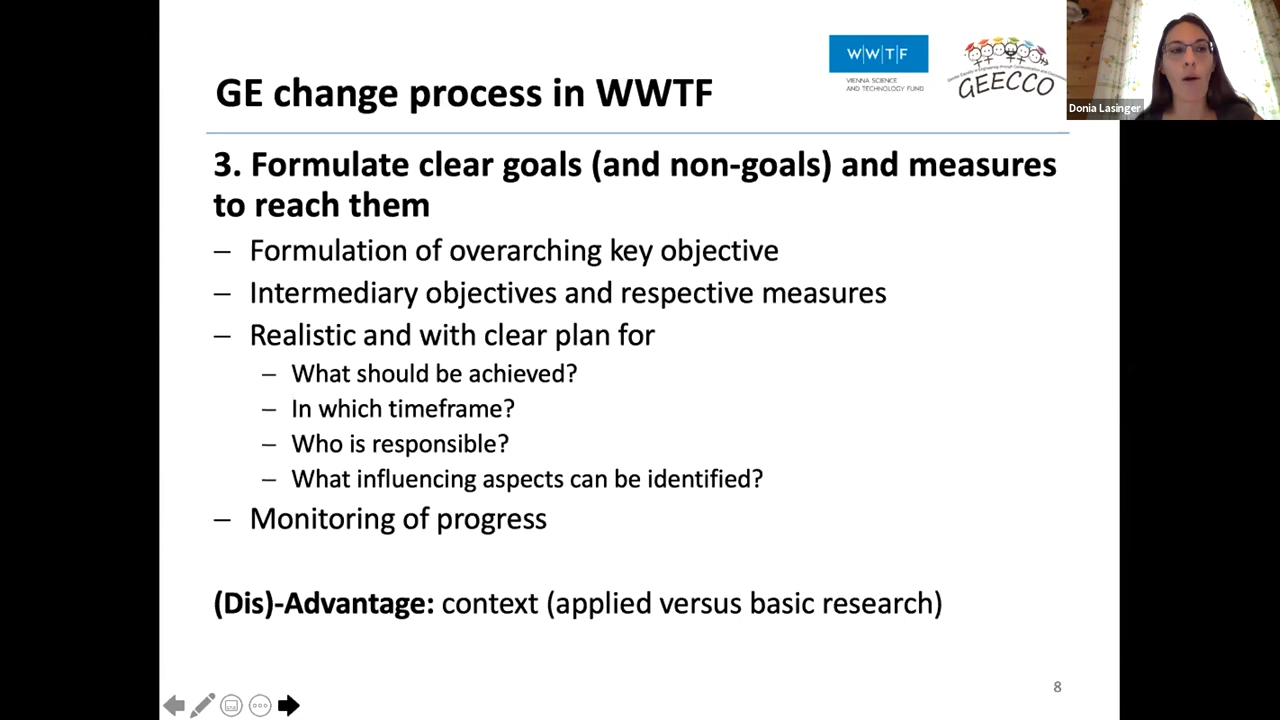 GE change process in WWTF
W|W|T|F
VIENNA SCIENCE
AND TECHNOLOGY FUND
GEECCO
Donia Lasinger
3. Formulate clear goals (and non-goals) and measures
to reach them
– Formulation of overarching key objective
– Intermediary objectives and respective measures
– Realistic and with clear plan for
– What should be achieved?
– In which timeframe?
– Who is responsible?
– What influencing aspects can be identified?
– Monitoring of progress
(Dis)-Advantage: context (applied versus basic research)
8